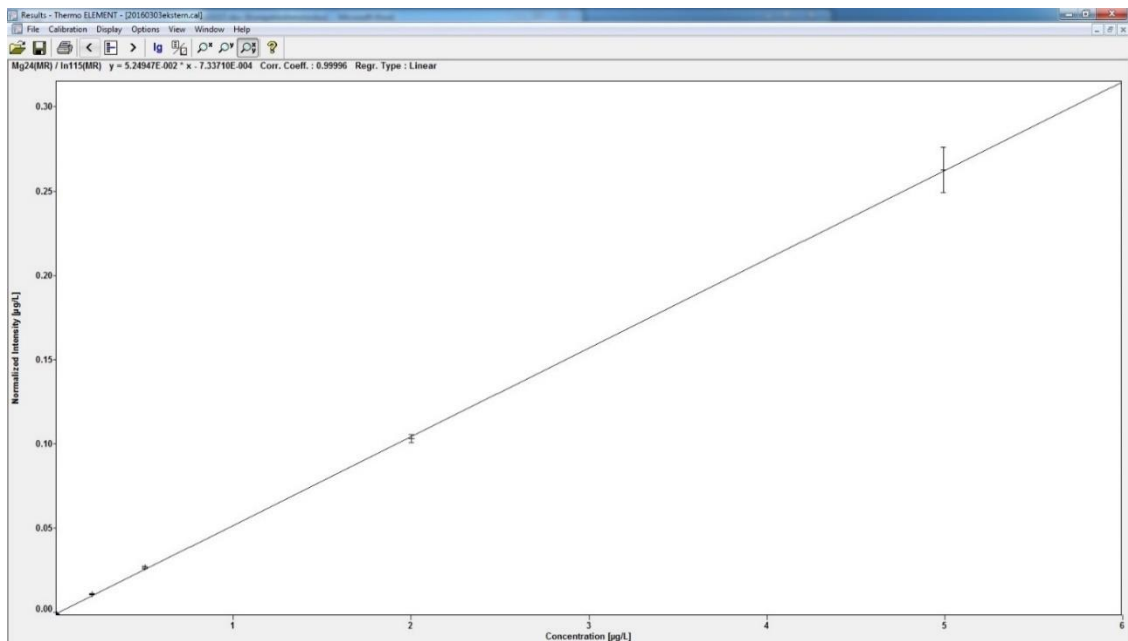 Results - Thermo ELEMENT - [20160303ekstern.cal]
File Calibration Display Options View Window Help
lg
Mg24(MR) / In115(MR) y = 5.24947E-002 * x - 7.33710E-004 Corr. Coeff. : 0.99996 Regr. Type : Linear
Normalized Intensity [µg/L]
0.30
0.25
0.20
0.15
0.10
0.05
0.00
1 2 3 4 5 6
Concentration [µg/L]